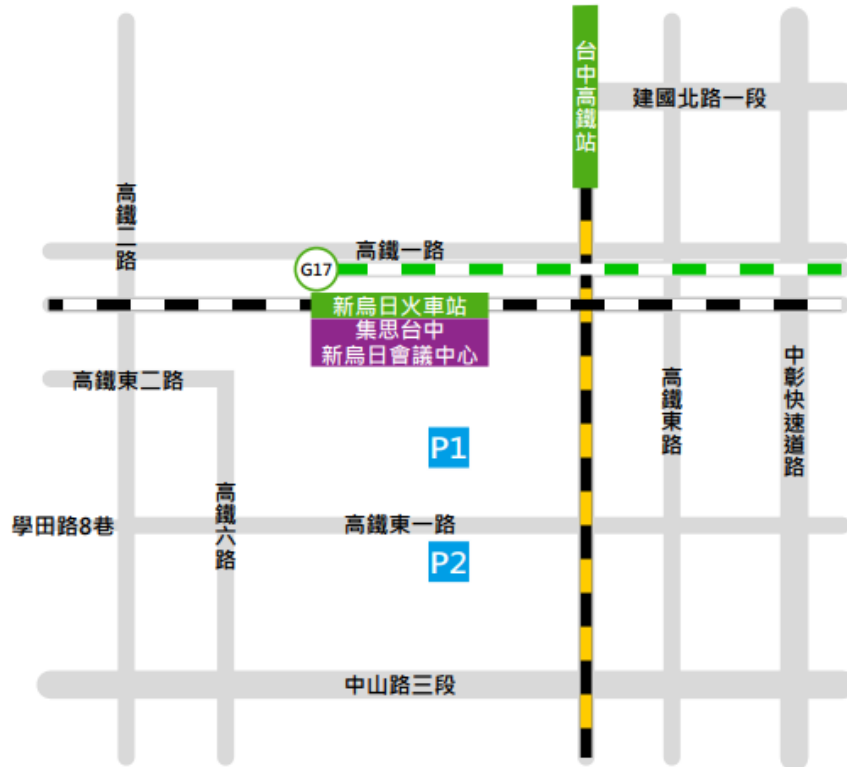 台中高鐵站
建國北路一段
高鐵二路
高鐵一路
G17
新烏日火車站
集思台中
新烏日會議中心
高鐵東二路
高鐵東路
中彰快速道路
P1
高鐵六路
學田路8巷
高鐵東一路
P2
中山路三段